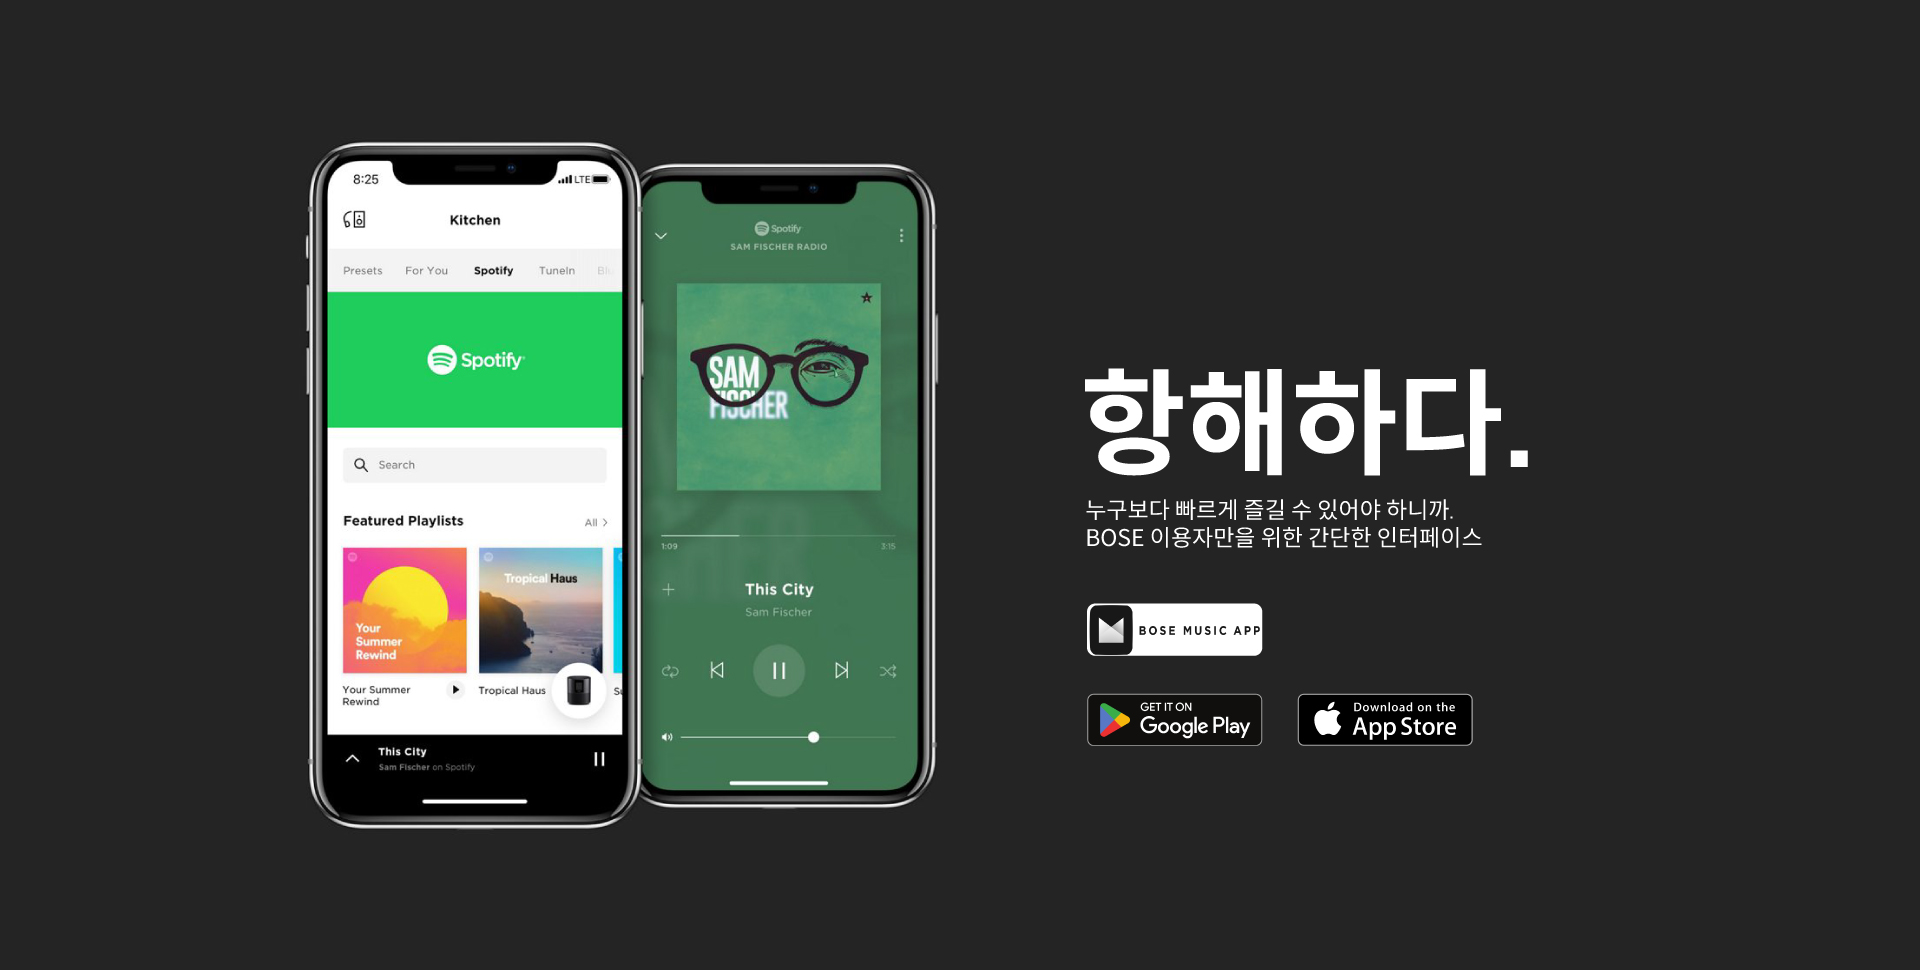 8:25
LTE
Kitchen
Presets
For You
Spotify
TuneIn
Spotify
Search
Featured Playlists
All
Your
Summer
Rewind
Tropical Haus
Your Summer
Rewind
Tropical Haus
This City
Sam Fischer on Spotify
Spotify
SAM FISCHER RADIO
SAM
FISCHER
1:09
3:15
This City
Sam Fischer
항해하다.
누구보다 빠르게 즐길 수 있어야 하니까.
BOSE 이용자만을 위한 간단한 인터페이스
BOSE MUSIC APP
GET IT ON
Google Play
Download on the
App Store